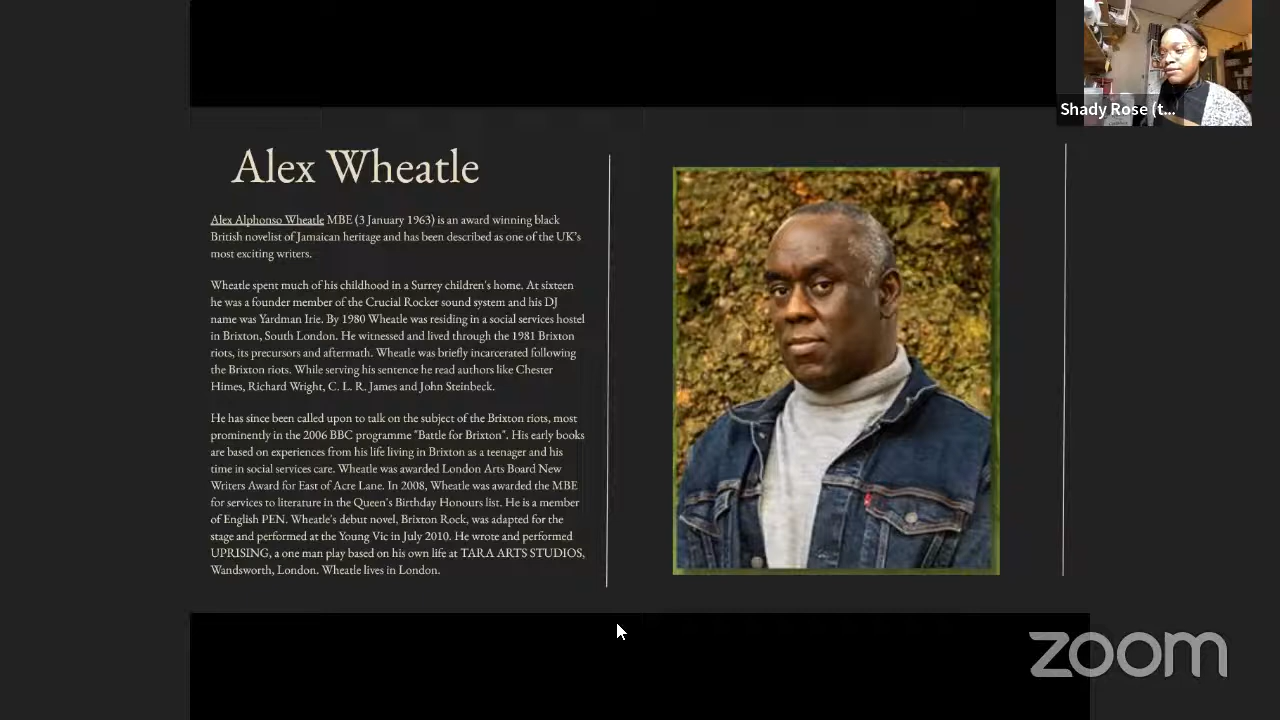 Shady Rose (t...
Alex Wheatle
Alex Alphonso Wheatle MBE (3 January 1963) is an award winning black
British novelist of Jamaican heritage and has been described as one of the UK's
most exciting writers.
Wheatle spent much of his childhood in a Surrey children's home. At sixteen
he was a founder member of the Crucial Rocker sound system and his DJ
name was Yardman Irie. By 1980 Wheatle was residing in a social services hostel
in Brixton, South London. He witnessed and lived through the 1981 Brixton
riots, its precursors and aftermath. Wheatle was briefly incarcerated following
the Brixton riots. While serving his sentence he read authors like Chester
Himes, Richard Wright, C. L. R. James and John Steinbeck.
He has since been called upon to talk on the subject of the Brixton riots, most
prominently in the 2006 BBC programme "Battle for Brixton". His early books
are based on experiences from his life living in Brixton as a teenager and his
time in social services care. Wheatle was awarded London Arts Board New
Writers Award for East of Acre Lane. In 2008, Wheatle was awarded the MBE
for services to literature in the Queen's Birthday Honours list. He is a member
of English PEN. Wheatle's debut novel, Brixton Rock, was adapted for the
stage and performed at the Young Vic in July 2010. He wrote and performed
UPRISING, a one man play based on his own life at TARA ARTS STUDIOS,
Wandsworth, London. Wheatle lives in London.
zoom